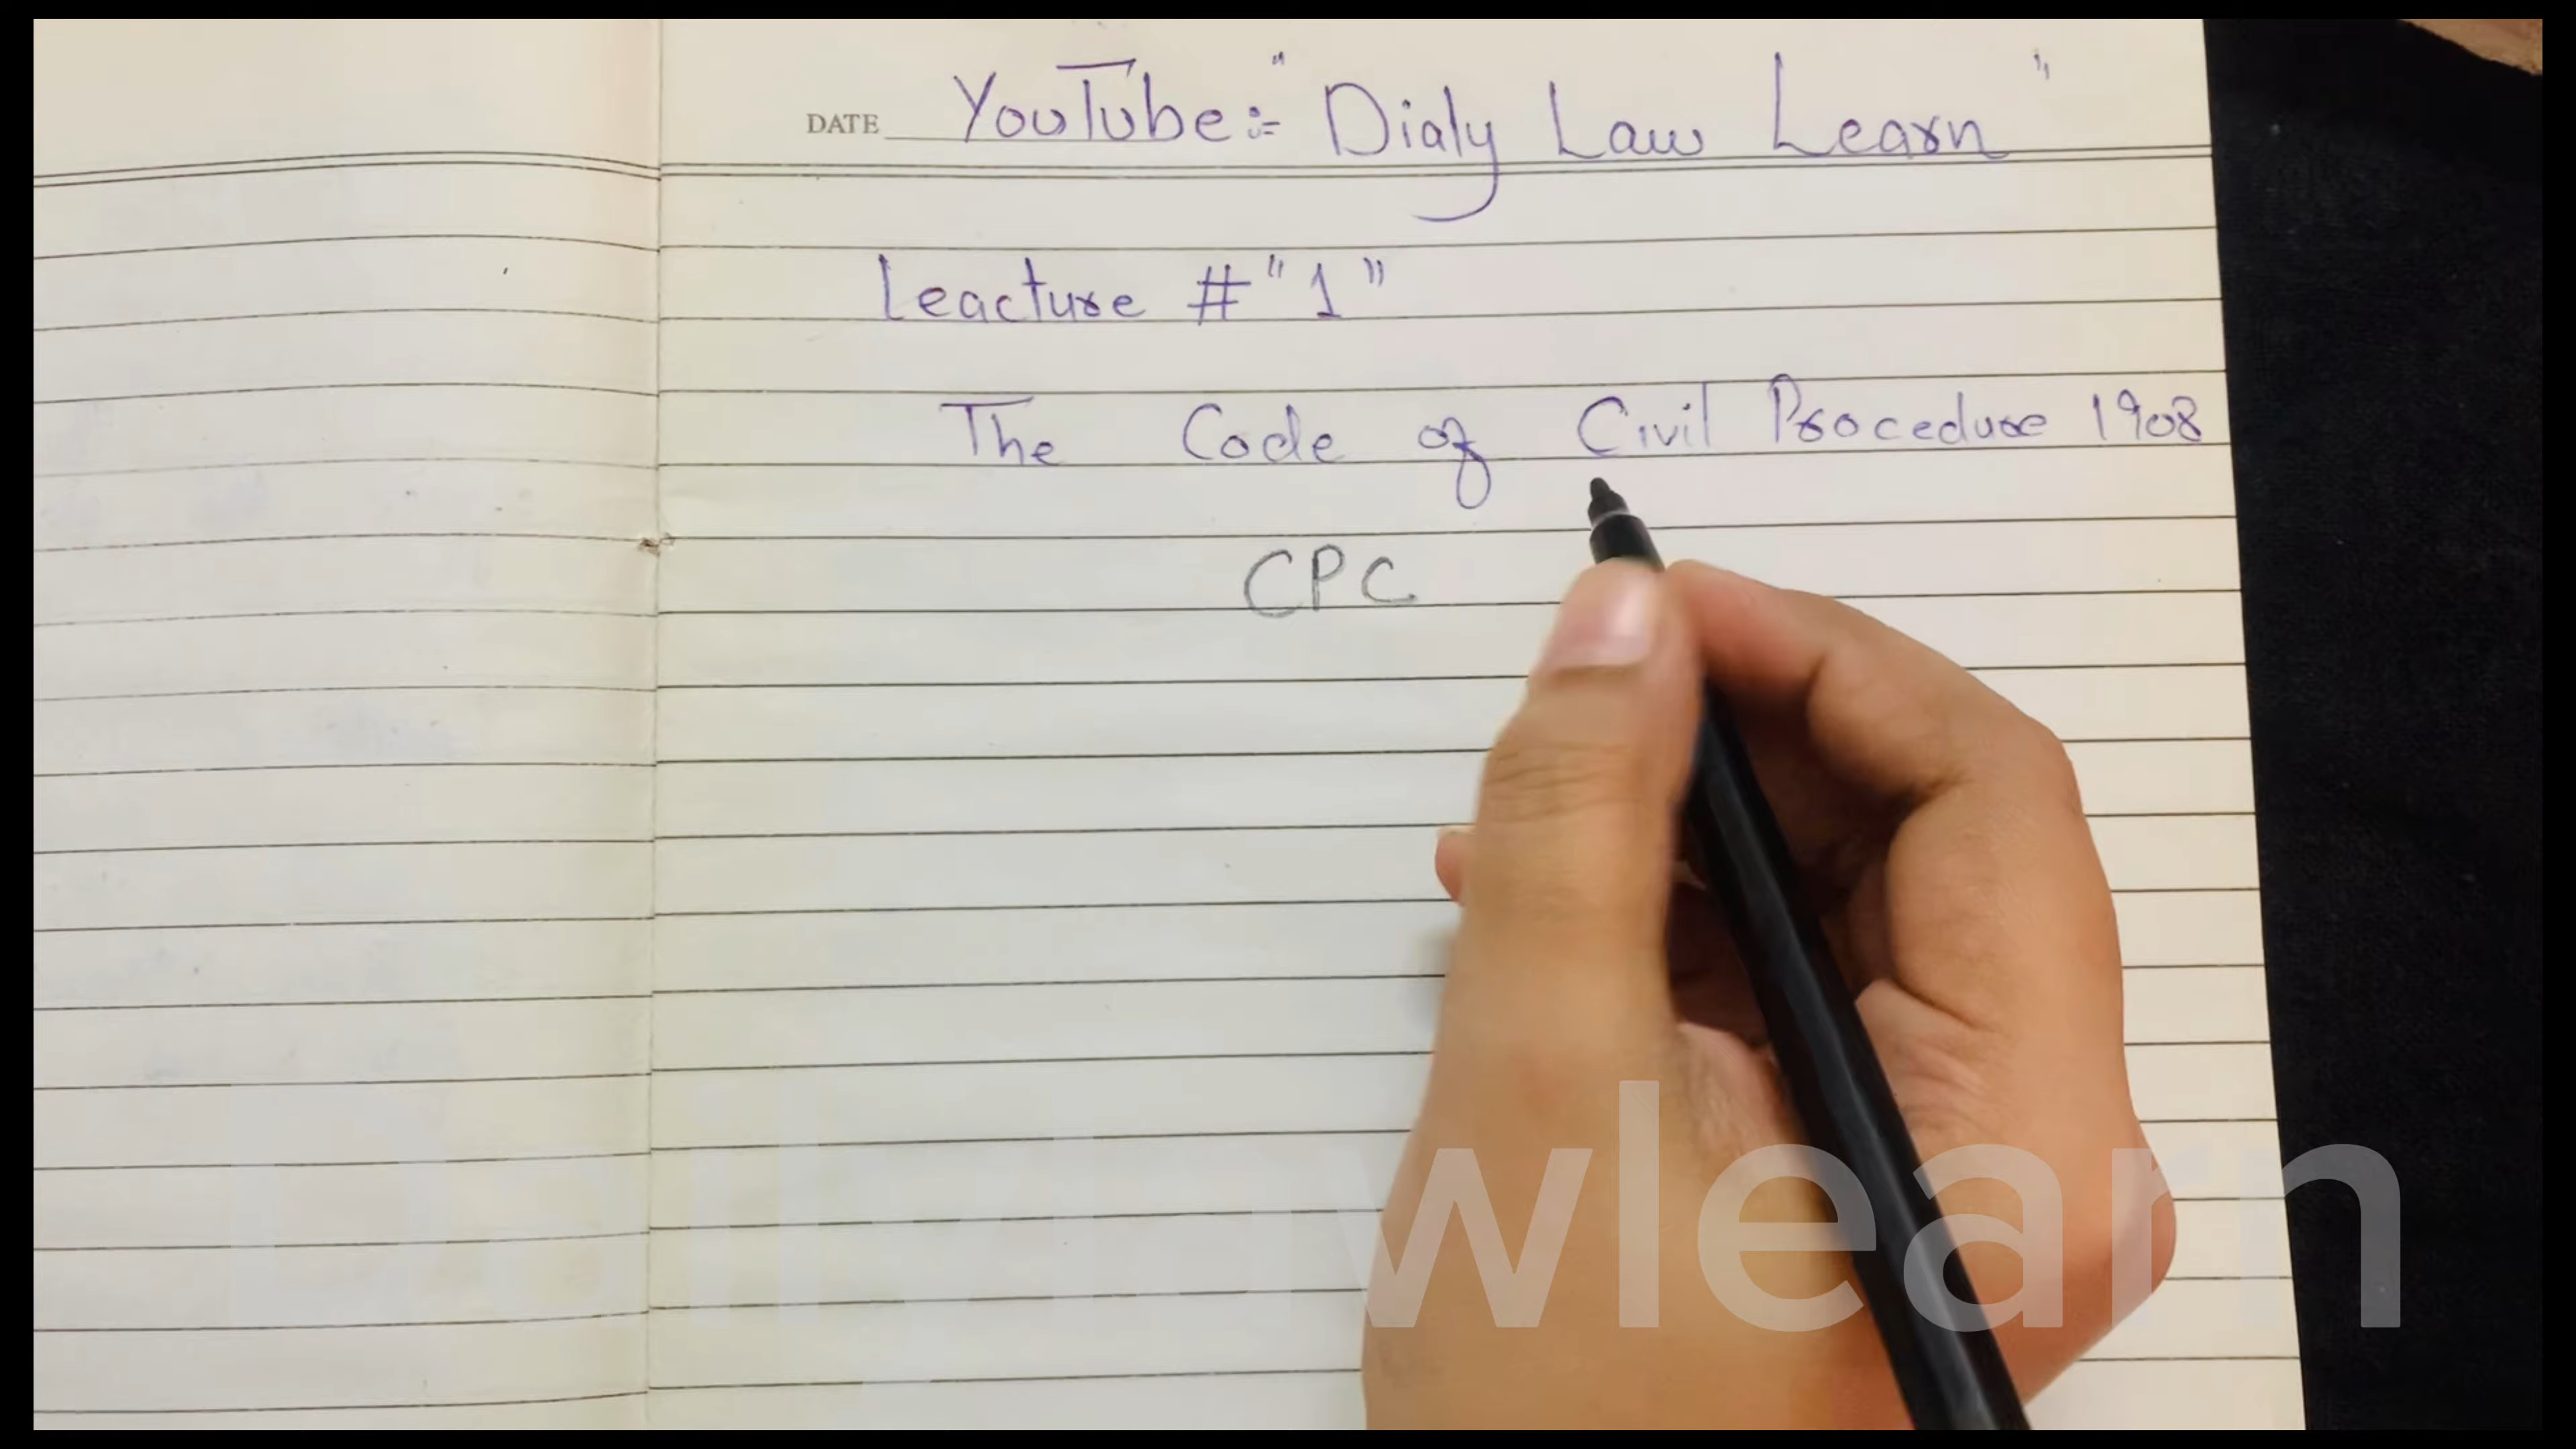 DATE YouTube:- "Dialy Law Learn"
Leacture # "1"
The Code of Civil Procedure 1908
CPC
wlearn